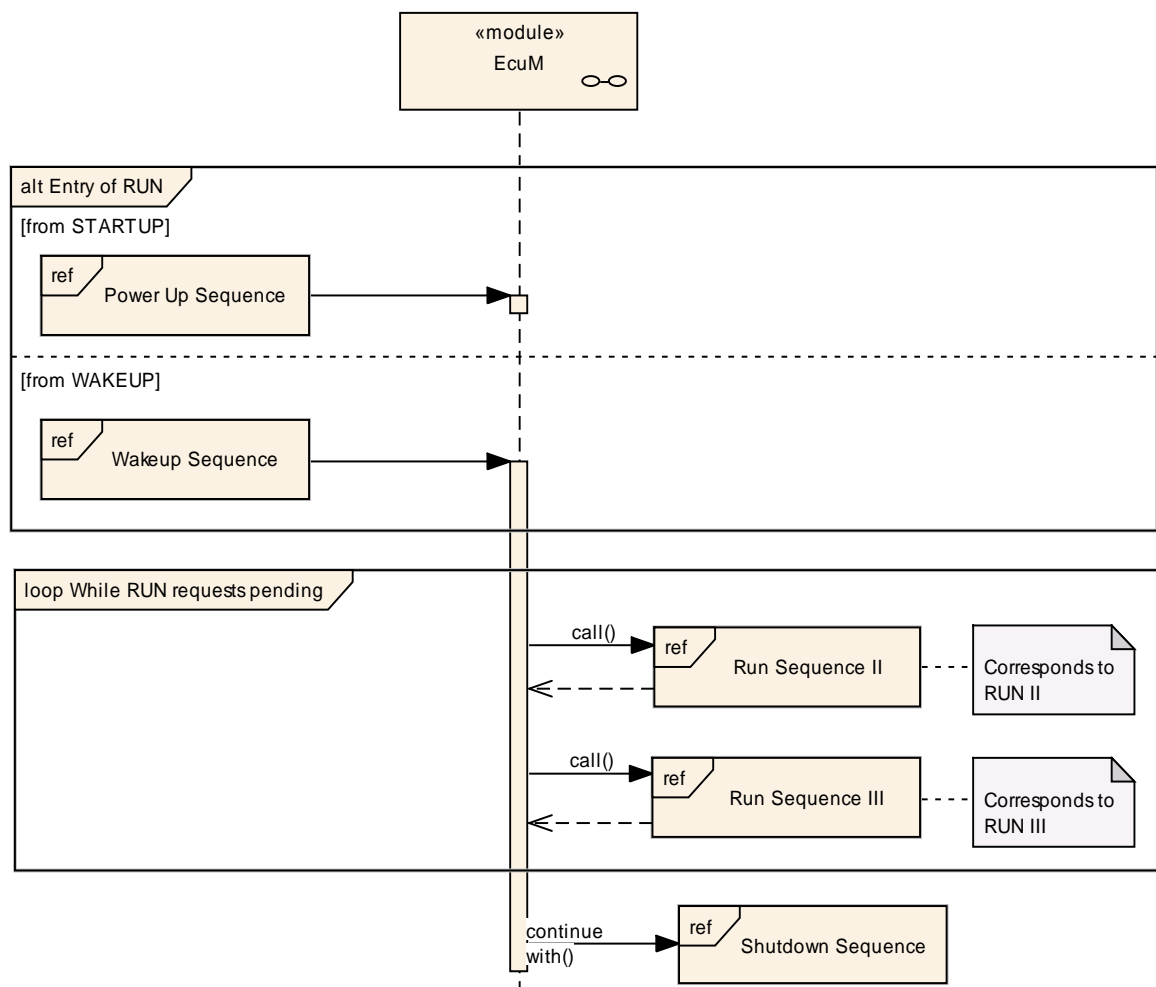 «module»
EcuM
alt Entry of RUN
[from STARTUP]
ref
Power Up Sequence
[from WAKEUP]
ref
Wakeup Sequence
loop While RUN requests pending
call()
ref
Run Sequence II
Corresponds to
RUN II
call()
ref
Run Sequence III
Corresponds to
RUN III
continue
with()
ref
Shutdown Sequence